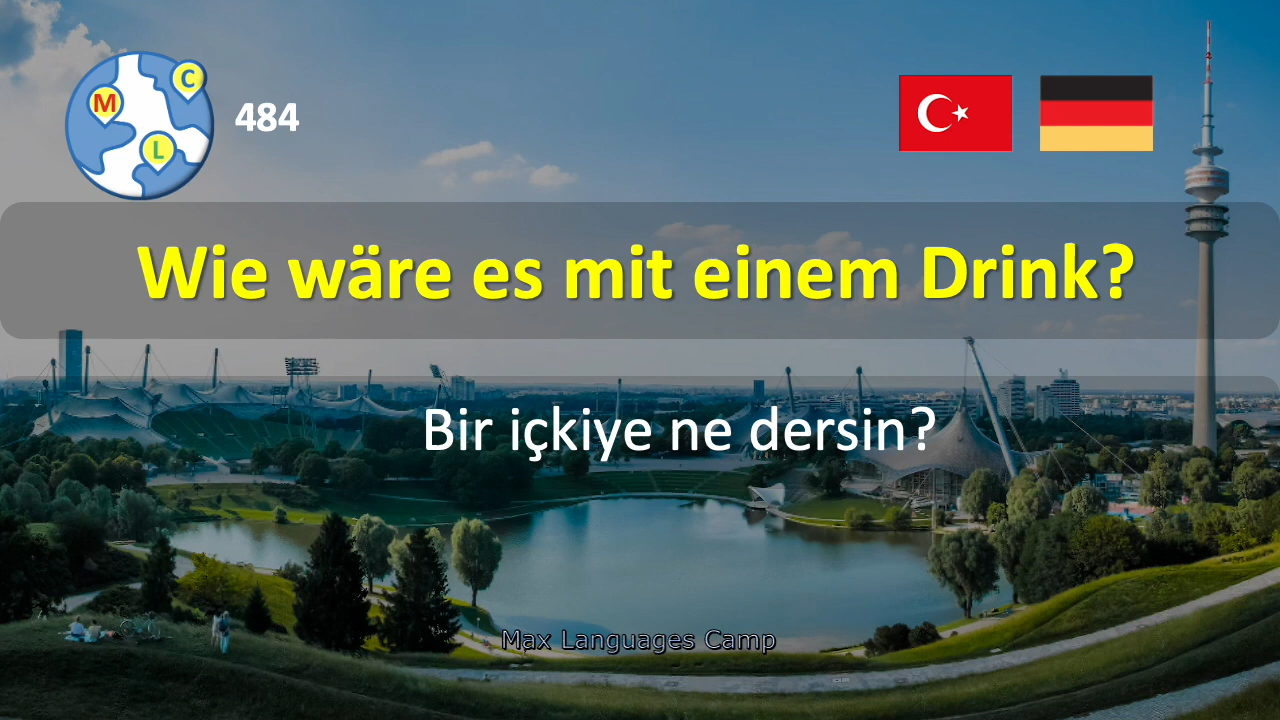 M
C
L
484
Wie wäre es mit einem Drink?
Bir içkiye ne dersin?
Max Languages Camp